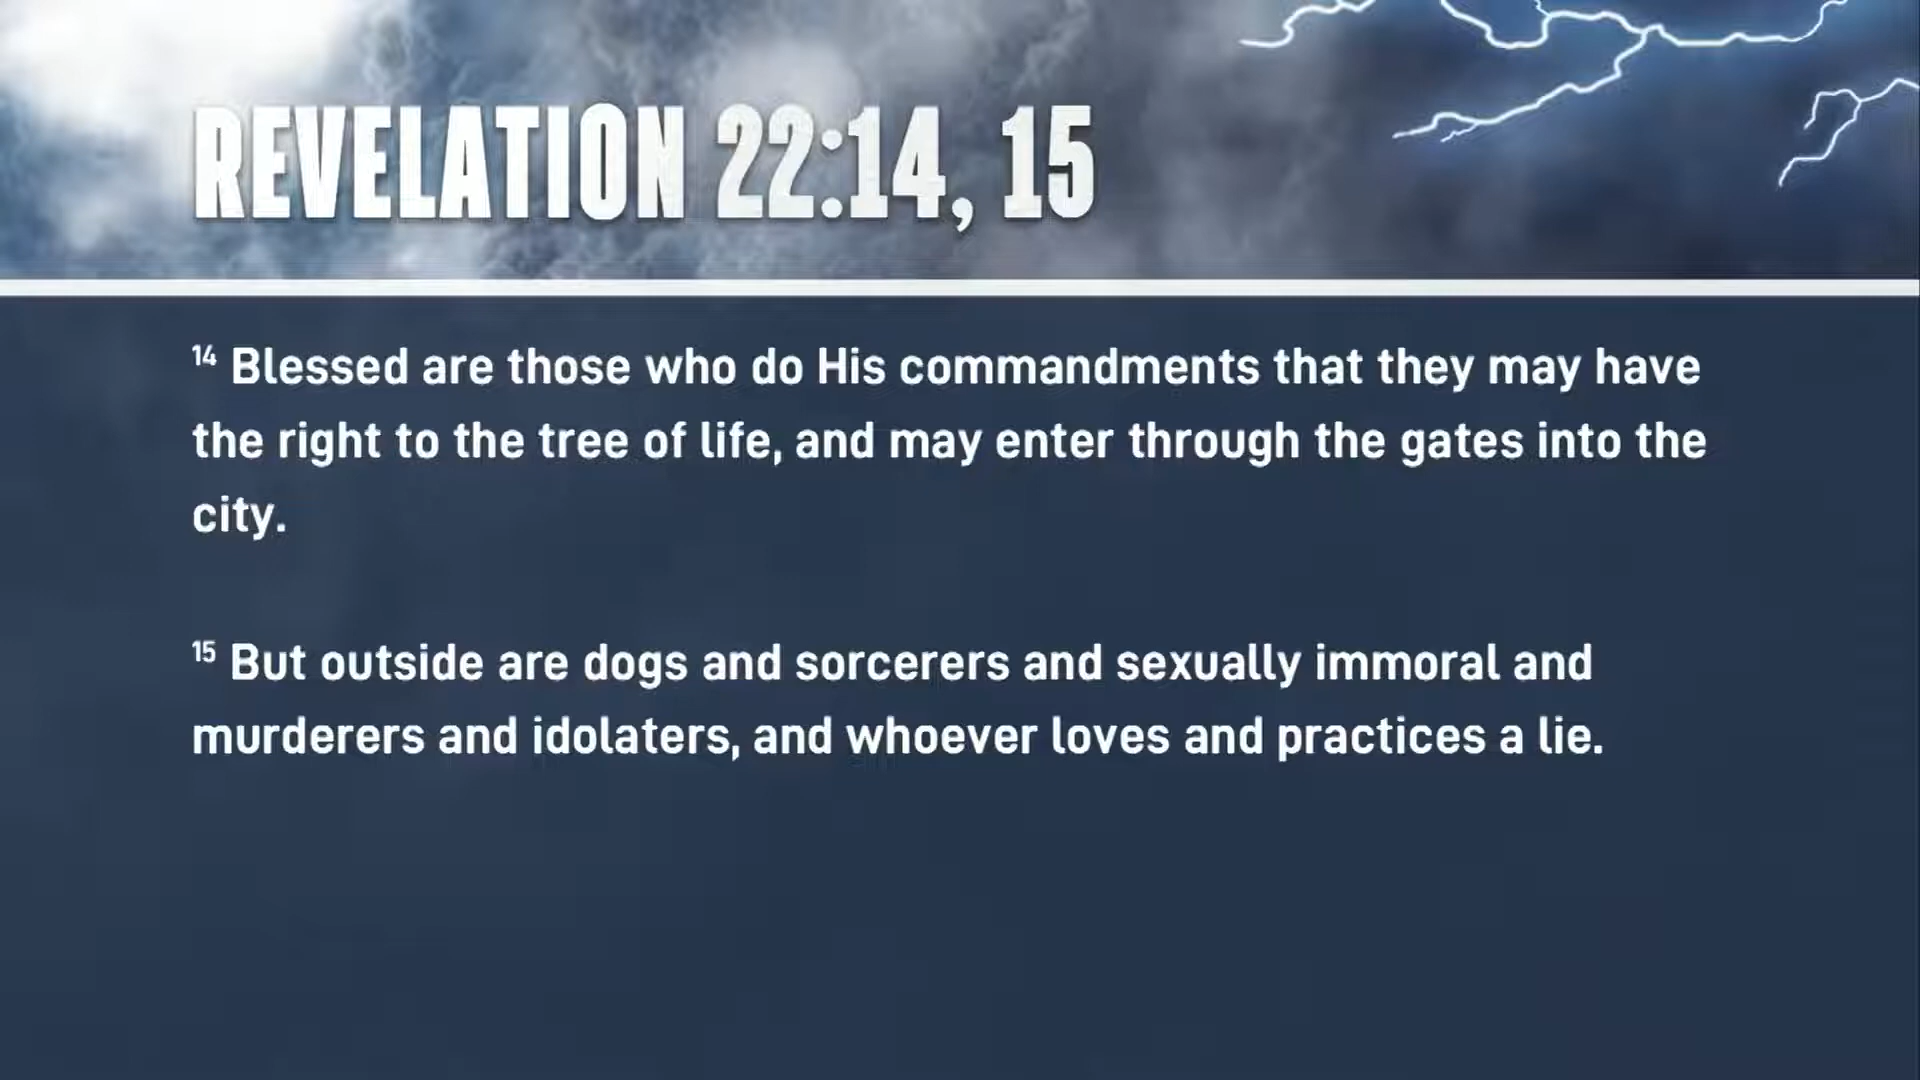 REVELATION 22:14, 15
14 Blessed are those who do His commandments that they may have
the right to the tree of life, and may enter through the gates into the
city.
15 But outside are dogs and sorcerers and sexually immoral and
murderers and idolaters, and whoever loves and practices a lie.